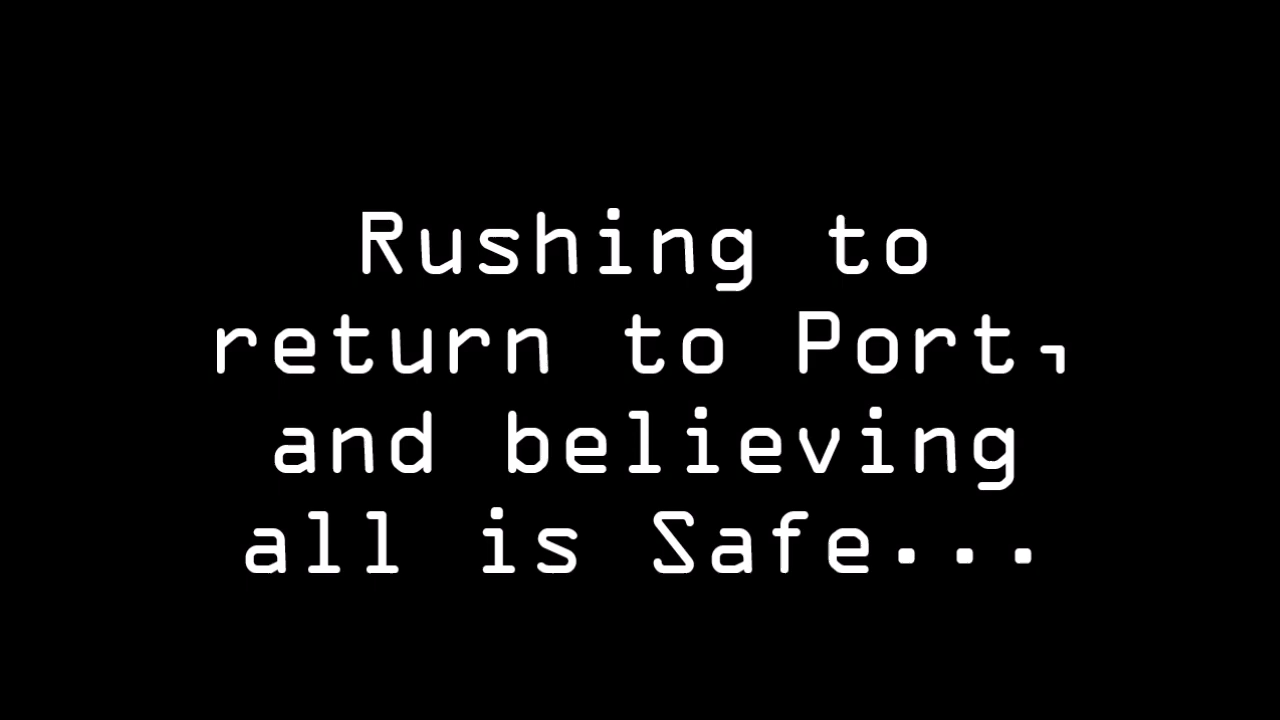 Rushing to
return to Port,
and believing
all is Safe...